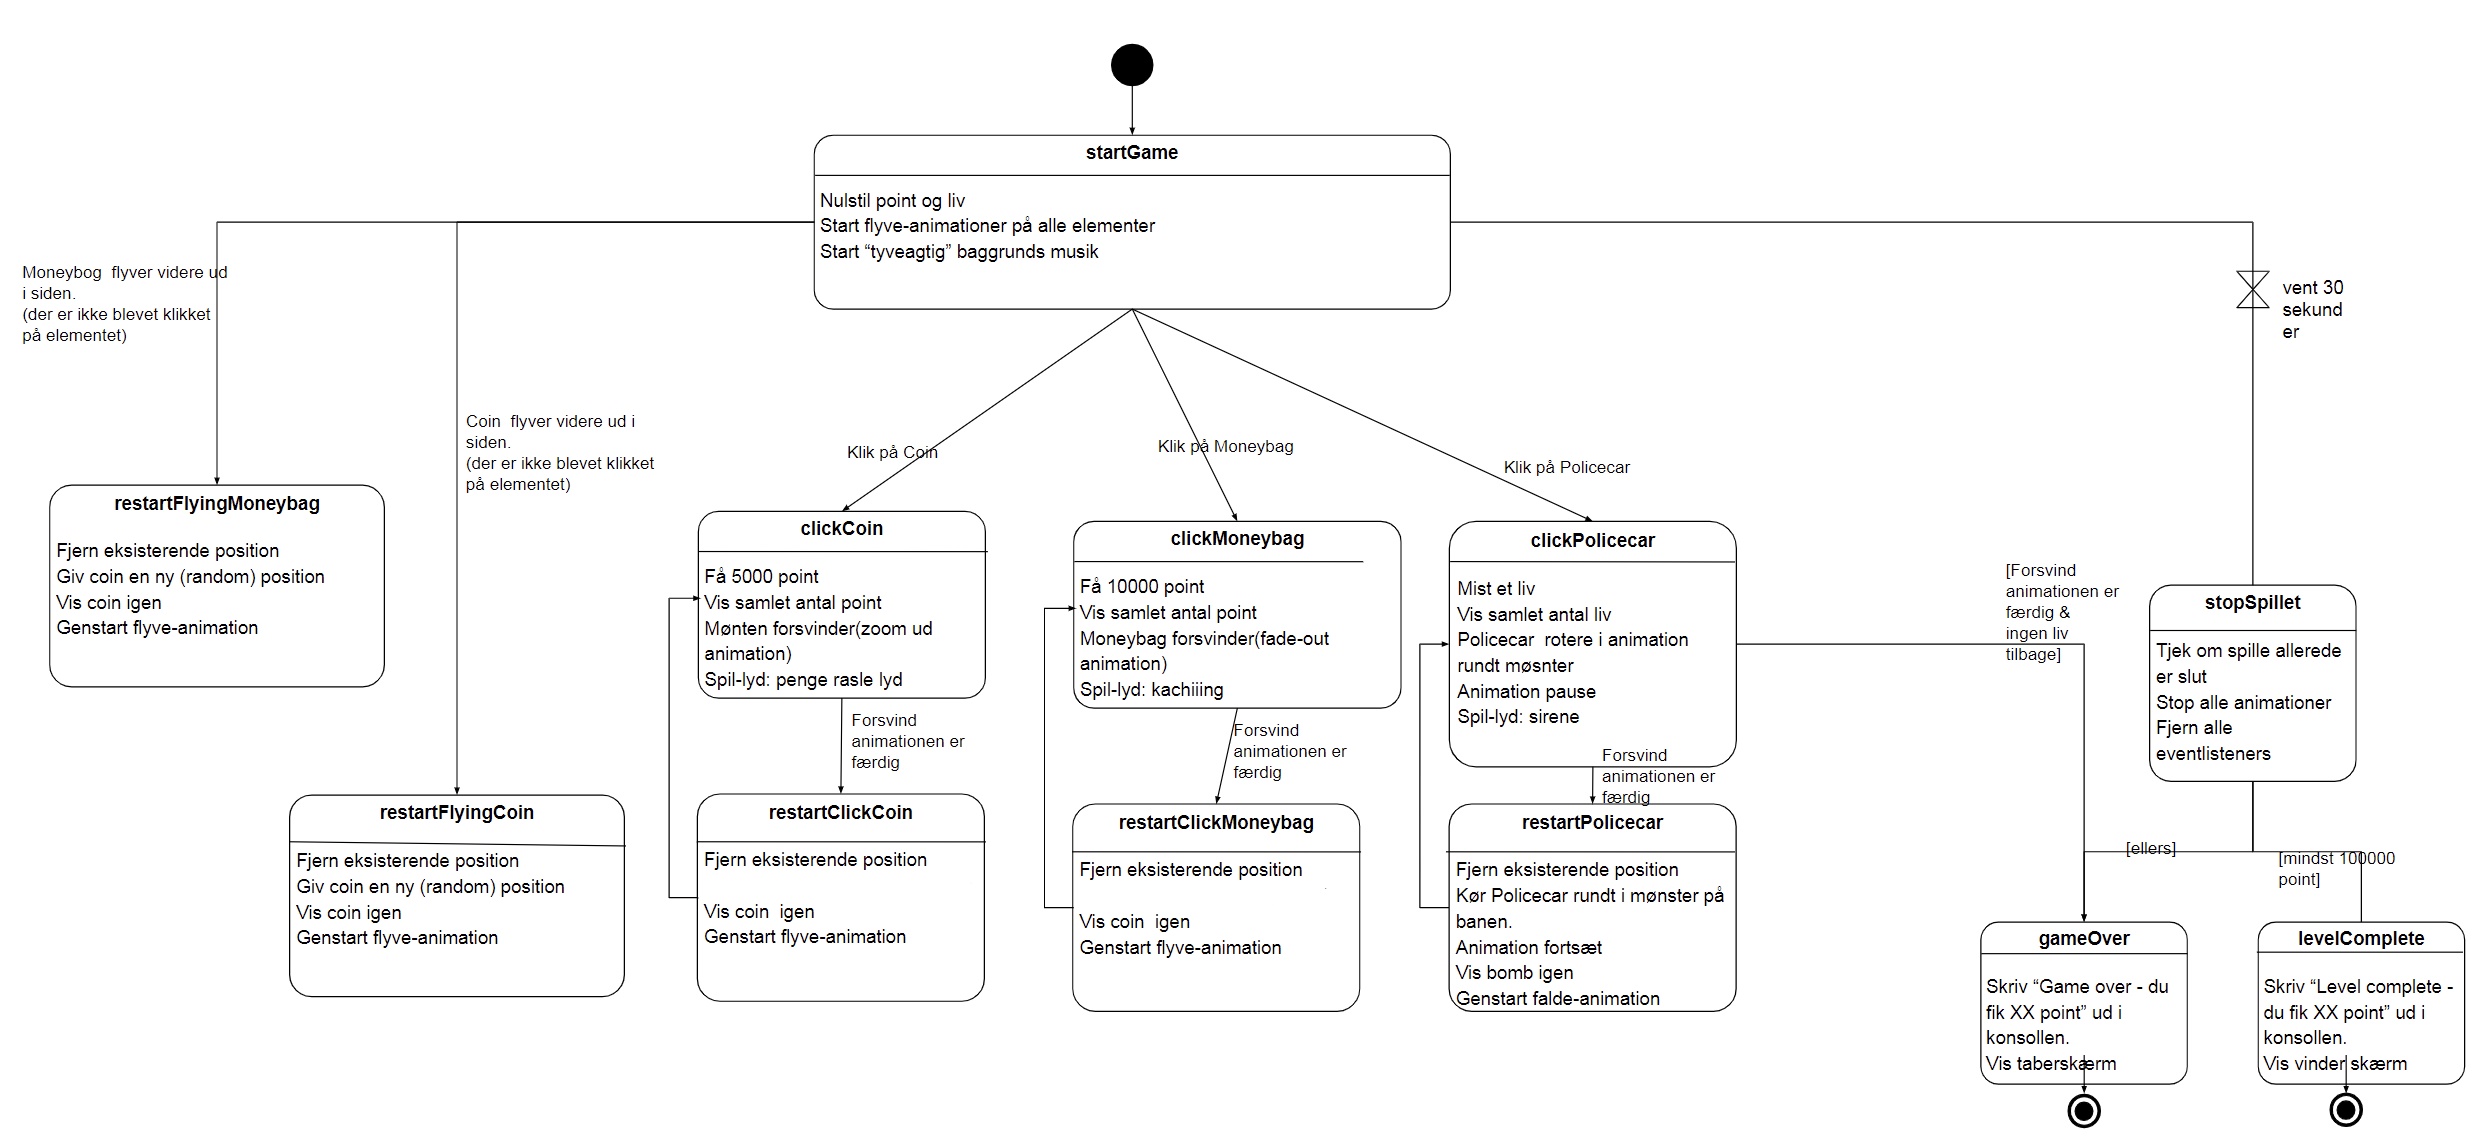 startGame
Nulstil point og liv
Start flyve-animationer på alle elementer
Start “tyveagtig” baggrunds musik
Moneybog  flyver videre ud
i siden.
(der er ikke blevet klikket
på elementet)
vent 30
sekund
er
Coin  flyver videre ud i
siden.
(der er ikke blevet klikket
på elementet)
Klik på Coin
Klik på Moneybag
Klik på Policecar
restartFlyingMoneybag
Fjern eksisterende position
Giv coin en ny (random) position
Vis coin igen
Genstart flyve-animation
clickCoin
Få 5000 point
Vis samlet antal point
Mønten forsvinder(zoom ud
animation)
Spil-lyd: penge rasle lyd
clickMoneybag
Få 10000 point
Vis samlet antal point
Moneybag forsvinder(fade-out
animation)
Spil-lyd: kachiiing
clickPolicecar
Mist et liv
Vis samlet antal liv
Policecar  rotere i animation
rundt møsnter
Animation pause
Spil-lyd: sirene
[Forsvind
animationen er
færdig &
ingen liv
tilbage]
stopSpillet
Tjek om spille allerede
er slut
Stop alle animationer
Fjern alle
eventlisteners
Forsvind
animationen er
færdig
Forsvind
animationen er
færdig
Forsvind
animationen er
færdig
restartFlyingCoin
Fjern eksisterende position
Giv coin en ny (random) position
Vis coin igen
Genstart flyve-animation
restartClickCoin
Fjern eksisterende position
Vis coin  igen
Genstart flyve-animation
restartClickMoneybag
Fjern eksisterende position
Vis coin  igen
Genstart flyve-animation
restartPolicecar
Fjern eksisterende position
Kør Policecar rundt i mønster på
banen.
Animation fortsæt
Vis bomb igen
Genstart falde-animation
[ellers]
[mindst 100000
point]
gameOver
Skriv “Game over - du
fik XX point” ud i
konsollen.
Vis taberskærm
levelComplete
Skriv “Level complete -
du fik XX point” ud i
konsollen.
Vis vinder skærm